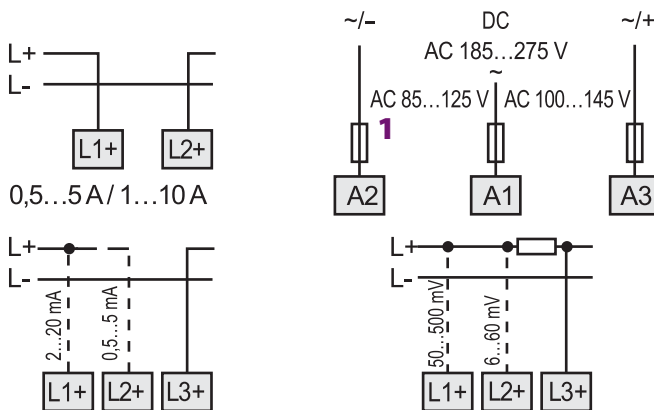 L+
L-
L1+ L2+
0,5...5 A / 1...10 A
~/- DC ~/+
AC 185...275 V
~
AC 85...125 V AC 100...145 V
1
A2 A1 A3
L+
L-
2...20 mA
0,5...5 mA
L1+ L2+ L3+
L+
L-
50...500 mV
6...60 mV
L1+ L2+ L3+